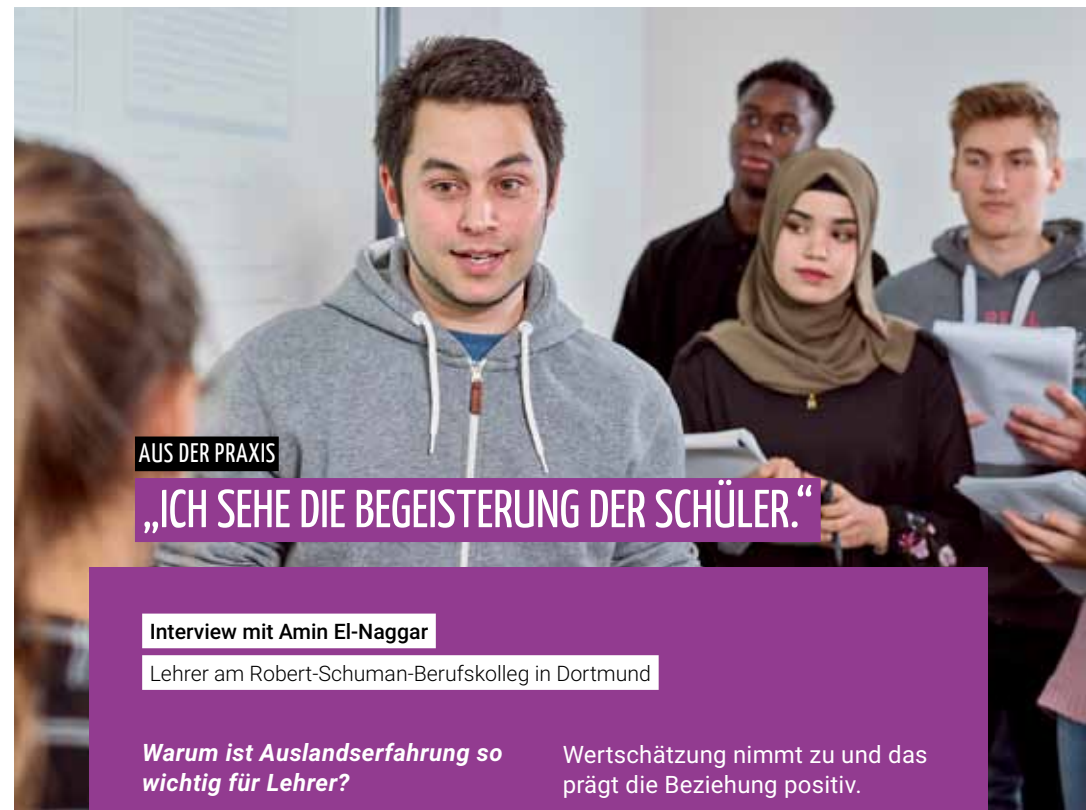 AUS DER PRAXIS
„ICH SEHE DIE BEGEISTERUNG DER SCHÜLER.“
Interview mit Amin El-Naggar
Lehrer am Robert-Schuman-Berufskolleg in Dortmund
Warum ist Auslandserfahrung so
wichtig für Lehrer?
Wertschätzung nimmt zu und das
prägt die Beziehung positiv.